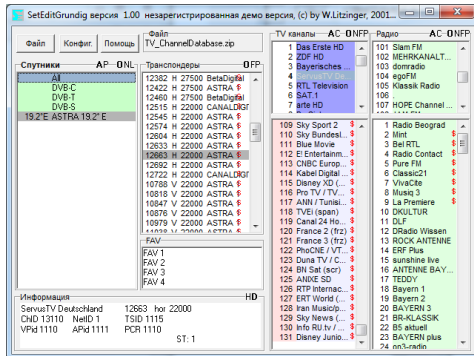 SetEditGrundig версия 1.00 незарегистрированная демо версия, (c) by W.Litzinger, 2001...
Файл Конфиг. Помощь
Файл
TV_ChannelDatabase.zip
Спутники AP-ONL
All
DVB-C
DVB-T
DVB-S
19.2°E ASTRA 19.2° E
Транспондеры OFP
12382 H 27500 BetaDigital
12422 H 27500 ASTRA $
12460 H 27500 BetaDigital
12515 H 22000 CANALDIGIT
12545 H 22000 ASTRA $
12574 H 22000 ASTRA $
12604 H 22000 ASTRA $
12633 H 22000 ASTRA $
12663 H 22000 ASTRA $
12692 H 22000 ASTRA $
12722 H 22000 CANALDIGIT
10788 V 22000 ASTRA $
10818 V 22000 ASTRA $
10847 V 22000 ASTRA $
10876 V 22000 ASTRA $
10979 V 22000 ASTRA $
FAV
FAV 1
FAV 2
FAV 3
FAV 4
Информация HD-
ServusTV Deutschland 12663 hor 22000
ChID 13110 NetID 1 TSID 1115
VPid 1110 APid 1111 PCR 1110
ST: 1
TV каналы AC-ONFP
1 Das Erste HD
2 ZDF HD
3 Bayerisches...
4 ServusTV De...
5 RTL Television
6 SAT.1
7 arte HD
109 Sky Sport 2 $
110 Sky Bundesl... $
111 Blue Movie $
112 E! Entertainm... $
113 CNBC Europ... $
114 Kabel Digital ... $
115 Disney XD (... $
116 Pro TV / TV... $
117 ANN / Tunisi... $
118 TVEi (span) $
119 Canal 24 Ho... $
120 France 2 (frz) $
121 France 3 (frz) $
122 PhoCNE / VT... $
123 Duna TV / C... $
124 BN Sat (scr) $
125 ANIXE SD $
126 RTP Internac... $
127 ERT World (... $
128 Iran Music/p... $
129 Sky News (... $
130 Info RU.tv / ... $
131 Disney Junio... $
Радио AC-ONFP
101 Slam FM
102 MEHRKANALT...
103 domradio
104 egoFM
105 Klassik Radio
106 .
107 HOPE Channel ...
1 Radio Beograd
2 Mint $
3 Bel RTL $
4 Radio Contact $
5 Pure FM $
6 Classic21 $
7 VivaCite $
8 Musiq 3 $
9 La Premiere $
10 DKULTUR
11 DLF
12 DRadio Wissen
13 ROCK ANTENNE
14 ERF Plus
15 sunshine live
16 ANTENNE BAY...
17 TEDDY
18 Bayern 1
19 Bayern 2
20 BAYERN 3
21 BR-KLASSIK
22 B5 aktuell
23 BAYERN plus
24 on3-radio